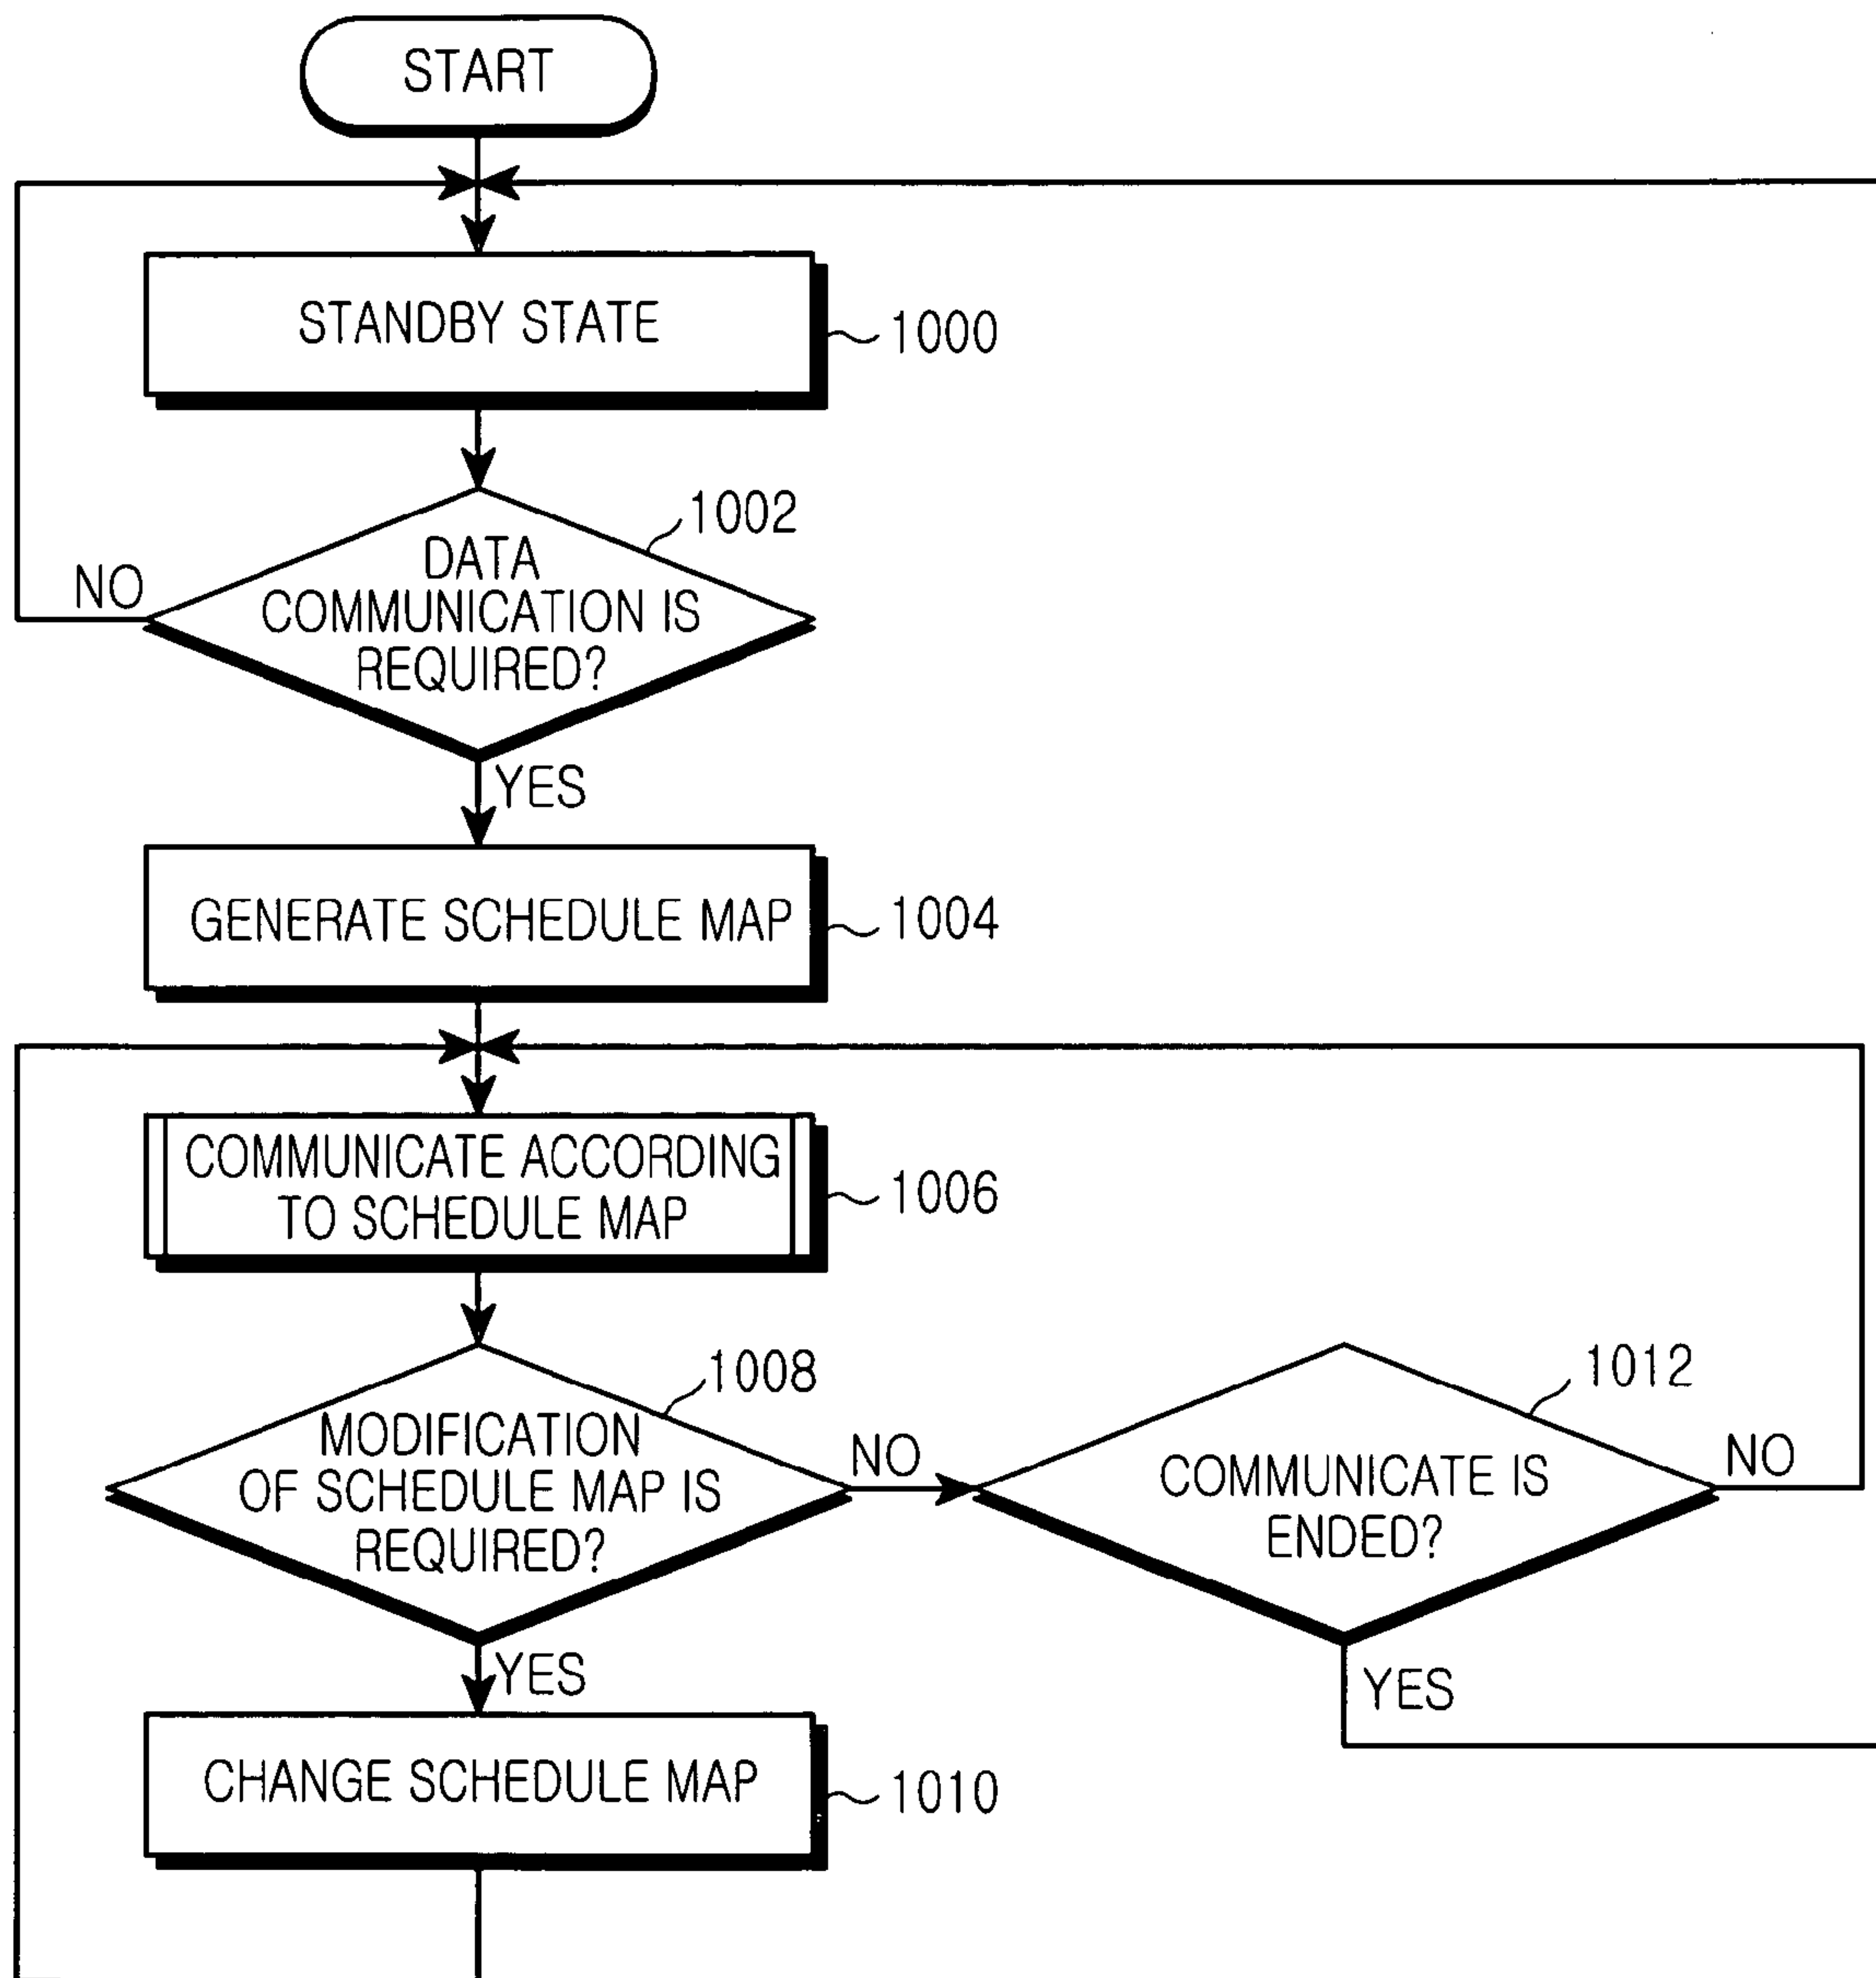 START
STANDBY STATE
1000
1002
DATA
COMMUNICATION IS
REQUIRED?
NO
YES
GENERATE SCHEDULE MAP
1004
COMMUNICATE ACCORDING
TO SCHEDULE MAP
1006
1008
MODIFICATION
OF SCHEDULE MAP IS
REQUIRED?
NO
1012
COMMUNICATE IS
ENDED?
NO
YES
YES
CHANGE SCHEDULE MAP
1010